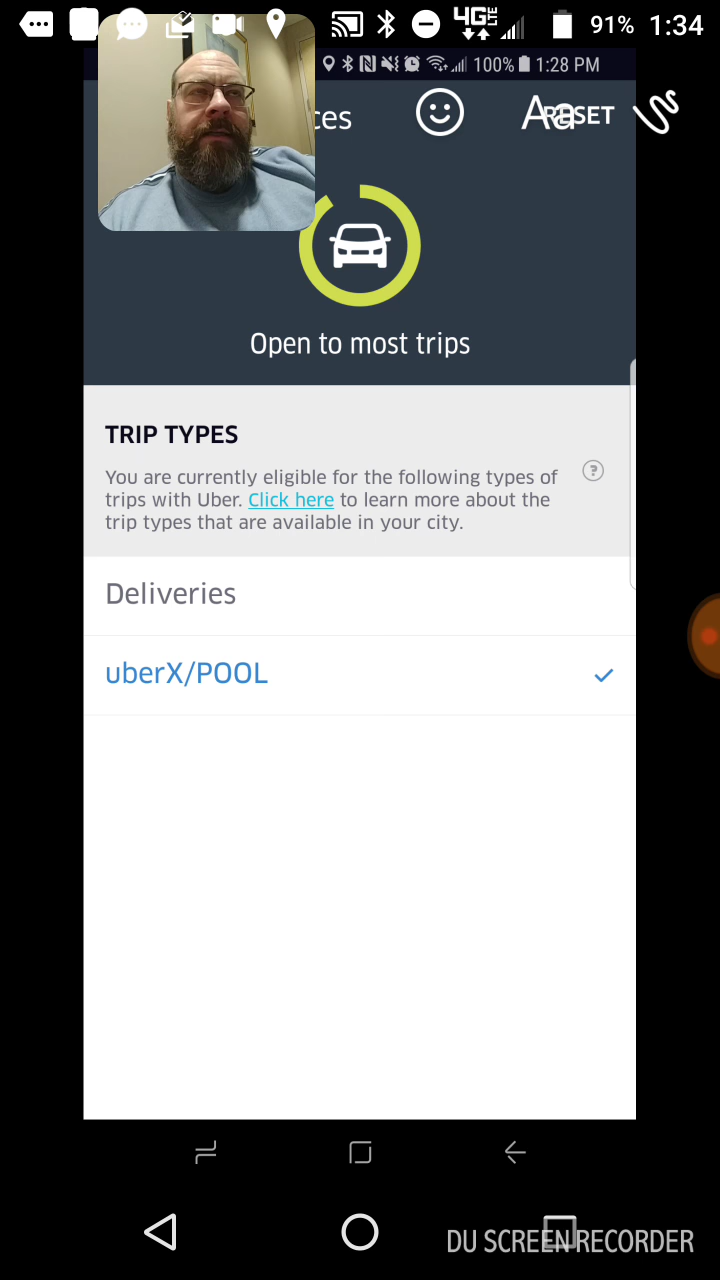 4G LTE 91% 1:34
100% 1:28 PM
ces
Aa
RESET
Open to most trips
TRIP TYPES
You are currently eligible for the following types of
trips with Uber. Click here to learn more about the
trip types that are available in your city.
?
Deliveries
uberX/POOL
DU SCREEN RECORDER